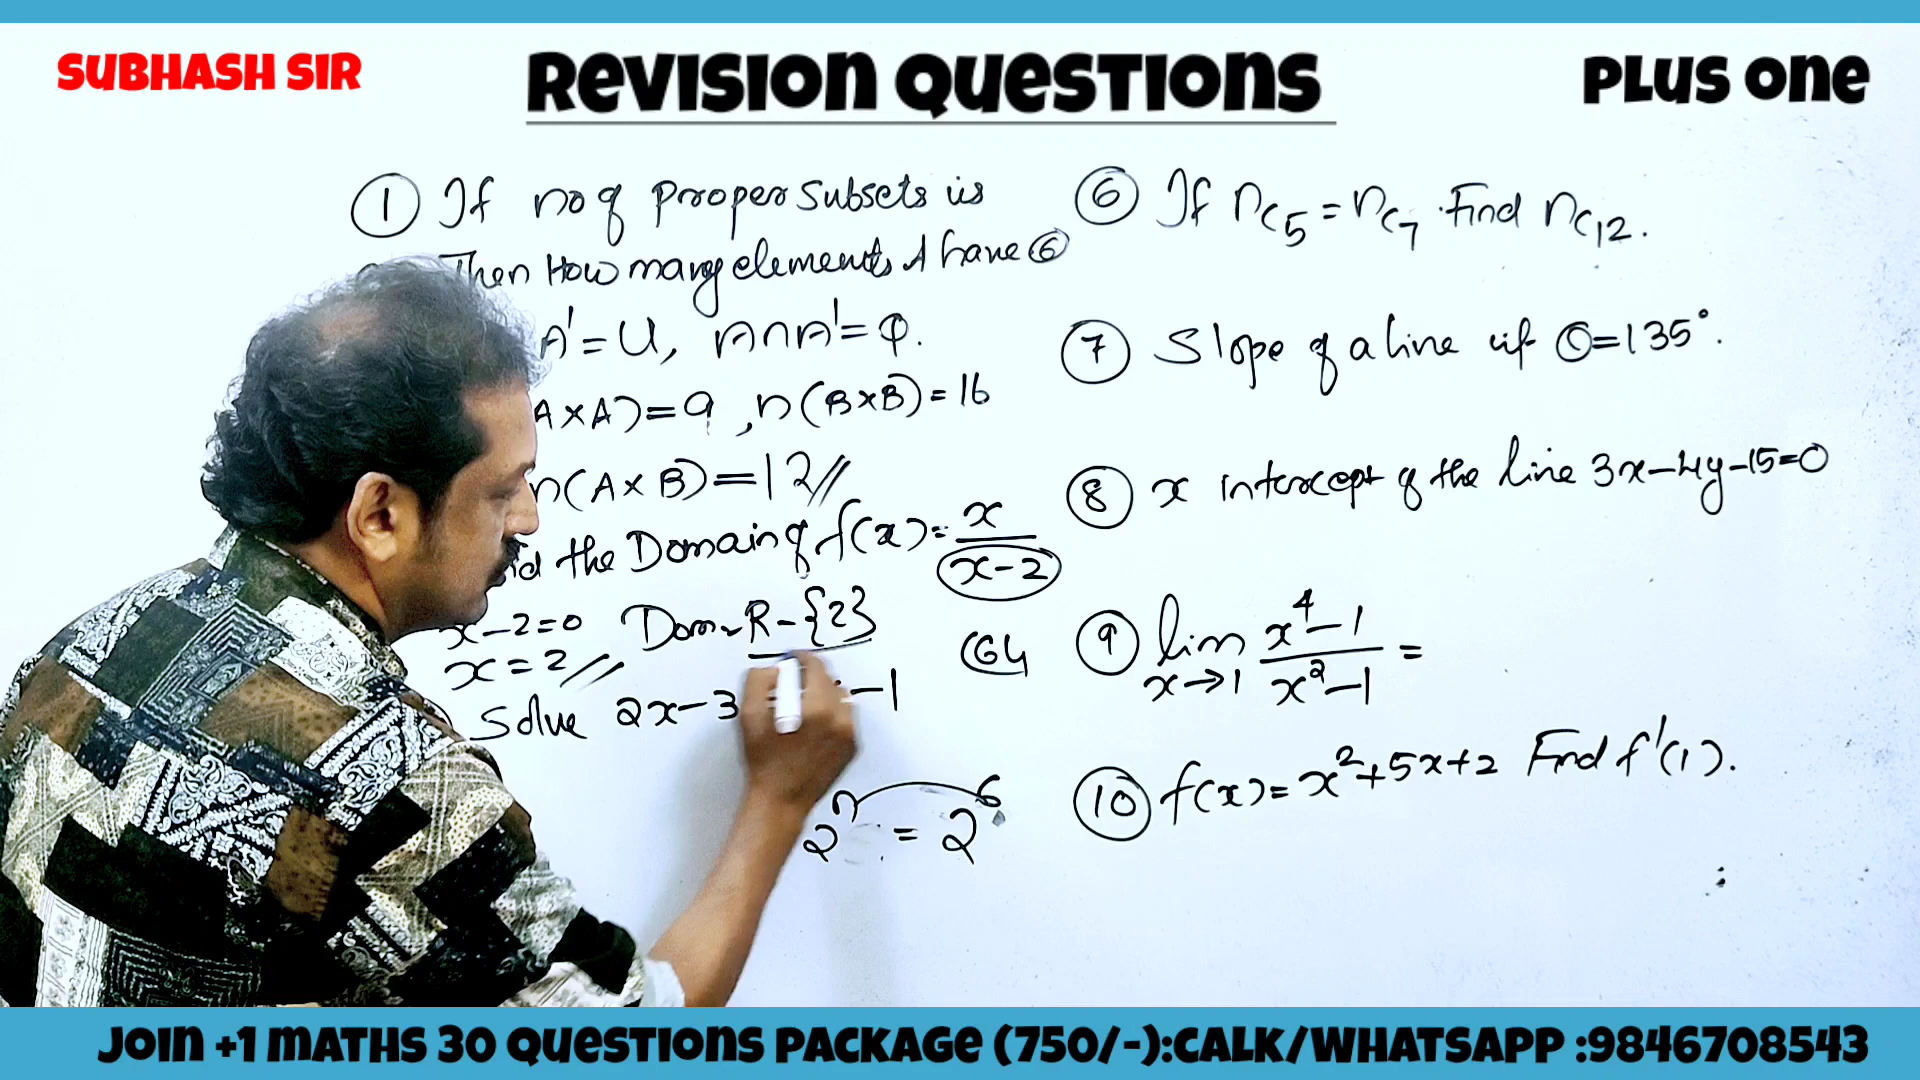 SUBHASH SIR
REVISION QUESTIONS
PLUS ONE
① If no of Proper Subsets is
Then How many elements A have ⑥
A' = U, A∩A' = φ.
A×A) = 9, n(B×B) = 16
n(A×B) = 12//
the Domain of f(x) = x/(x-2)
x-2=0 Dom - R-{2}
x = 2//
Solve 2x-3 -1
64
2ⁿ = 2⁶
⑥ If nC5 = nC7 . Find nC12.
⑦ Slope of a line if θ=135°.
⑧ x intercept of the line 3x-4y-15=0
⑨ lim x→1 (x⁴-1)/(x²-1) =
⑩ f(x) = x²+5x+2 Find f'(1).
JOIN +1 MATHS 30 QUESTIONS PACKAGE (750/-):CALK/WHATSAPP :9846708543